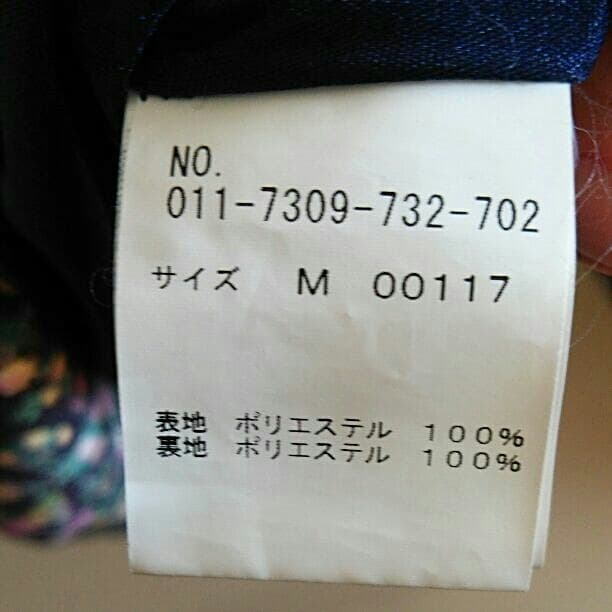 NO.
011-7309-732-702
サイズ M 00117
表地 ポリエステル 100%
裏地 ポリエステル 100%